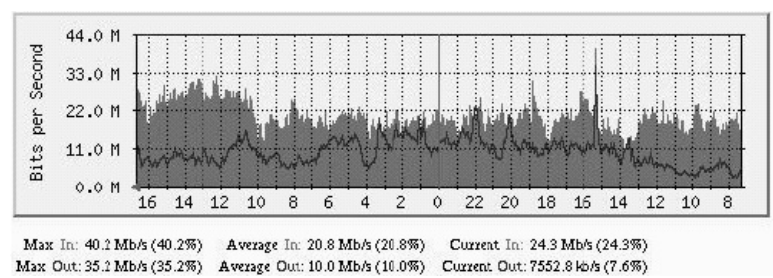 Bits per Second
44.0 M
33.0 M
22.0 M
11.0 M
0.0 M
16 14 12 10 8 6 4 2 0 22 20 18 16 14 12 10 8
Max In: 40.2 Mb/s (40.2%) Average In: 20.8 Mb/s (20.8%) Current In: 24.3 Mb/s (24.3%)
Max Out: 35.2 Mb/s (35.2%) Average Out: 10.0 Mb/s (10.0%) Current Out: 7552.8 kb/s (7.6%)